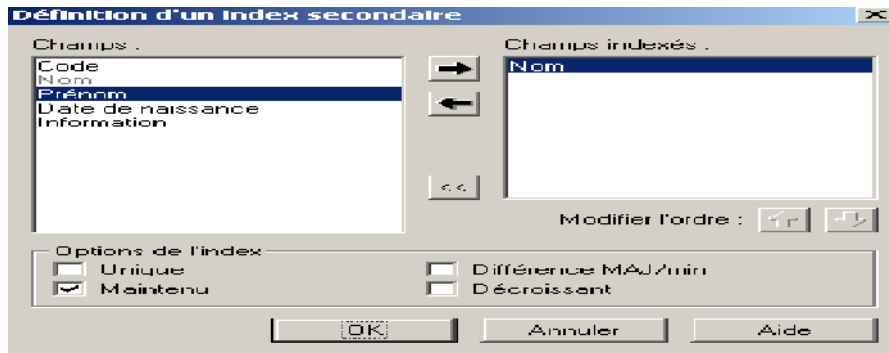 Définition d'un index secondaire
Champs :
Code
Nom
Prénom
Date de naissance
Information
Champs indexés :
Nom
<<
Modifier l'ordre :
Options de l'index
Unique
Maintenu
Différence MAJ/min
Décroissant
OK
Annuler
Aide